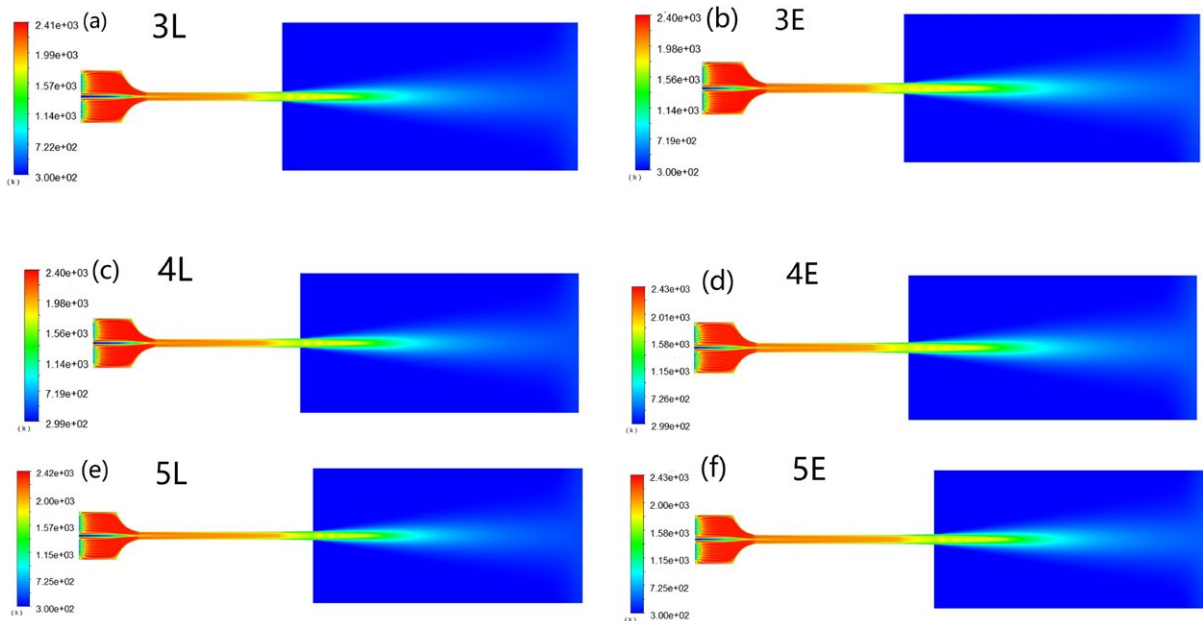 (a) 3L
2.41e+03
1.99e+03
1.57e+03
1.14e+03
7.22e+02
3.00e+02
(k)
(b) 3E
2.40e+03
1.98e+03
1.56e+03
1.14e+03
7.19e+02
3.00e+02
(k)
(c) 4L
2.40e+03
1.98e+03
1.56e+03
1.14e+03
7.19e+02
2.99e+02
(k)
(d) 4E
2.43e+03
2.01e+03
1.58e+03
1.15e+03
7.26e+02
2.99e+02
(k)
(e) 5L
2.42e+03
2.00e+03
1.57e+03
1.15e+03
7.25e+02
3.00e+02
(k)
(f) 5E
2.43e+03
2.00e+03
1.58e+03
1.15e+03
7.25e+02
3.00e+02
(k)